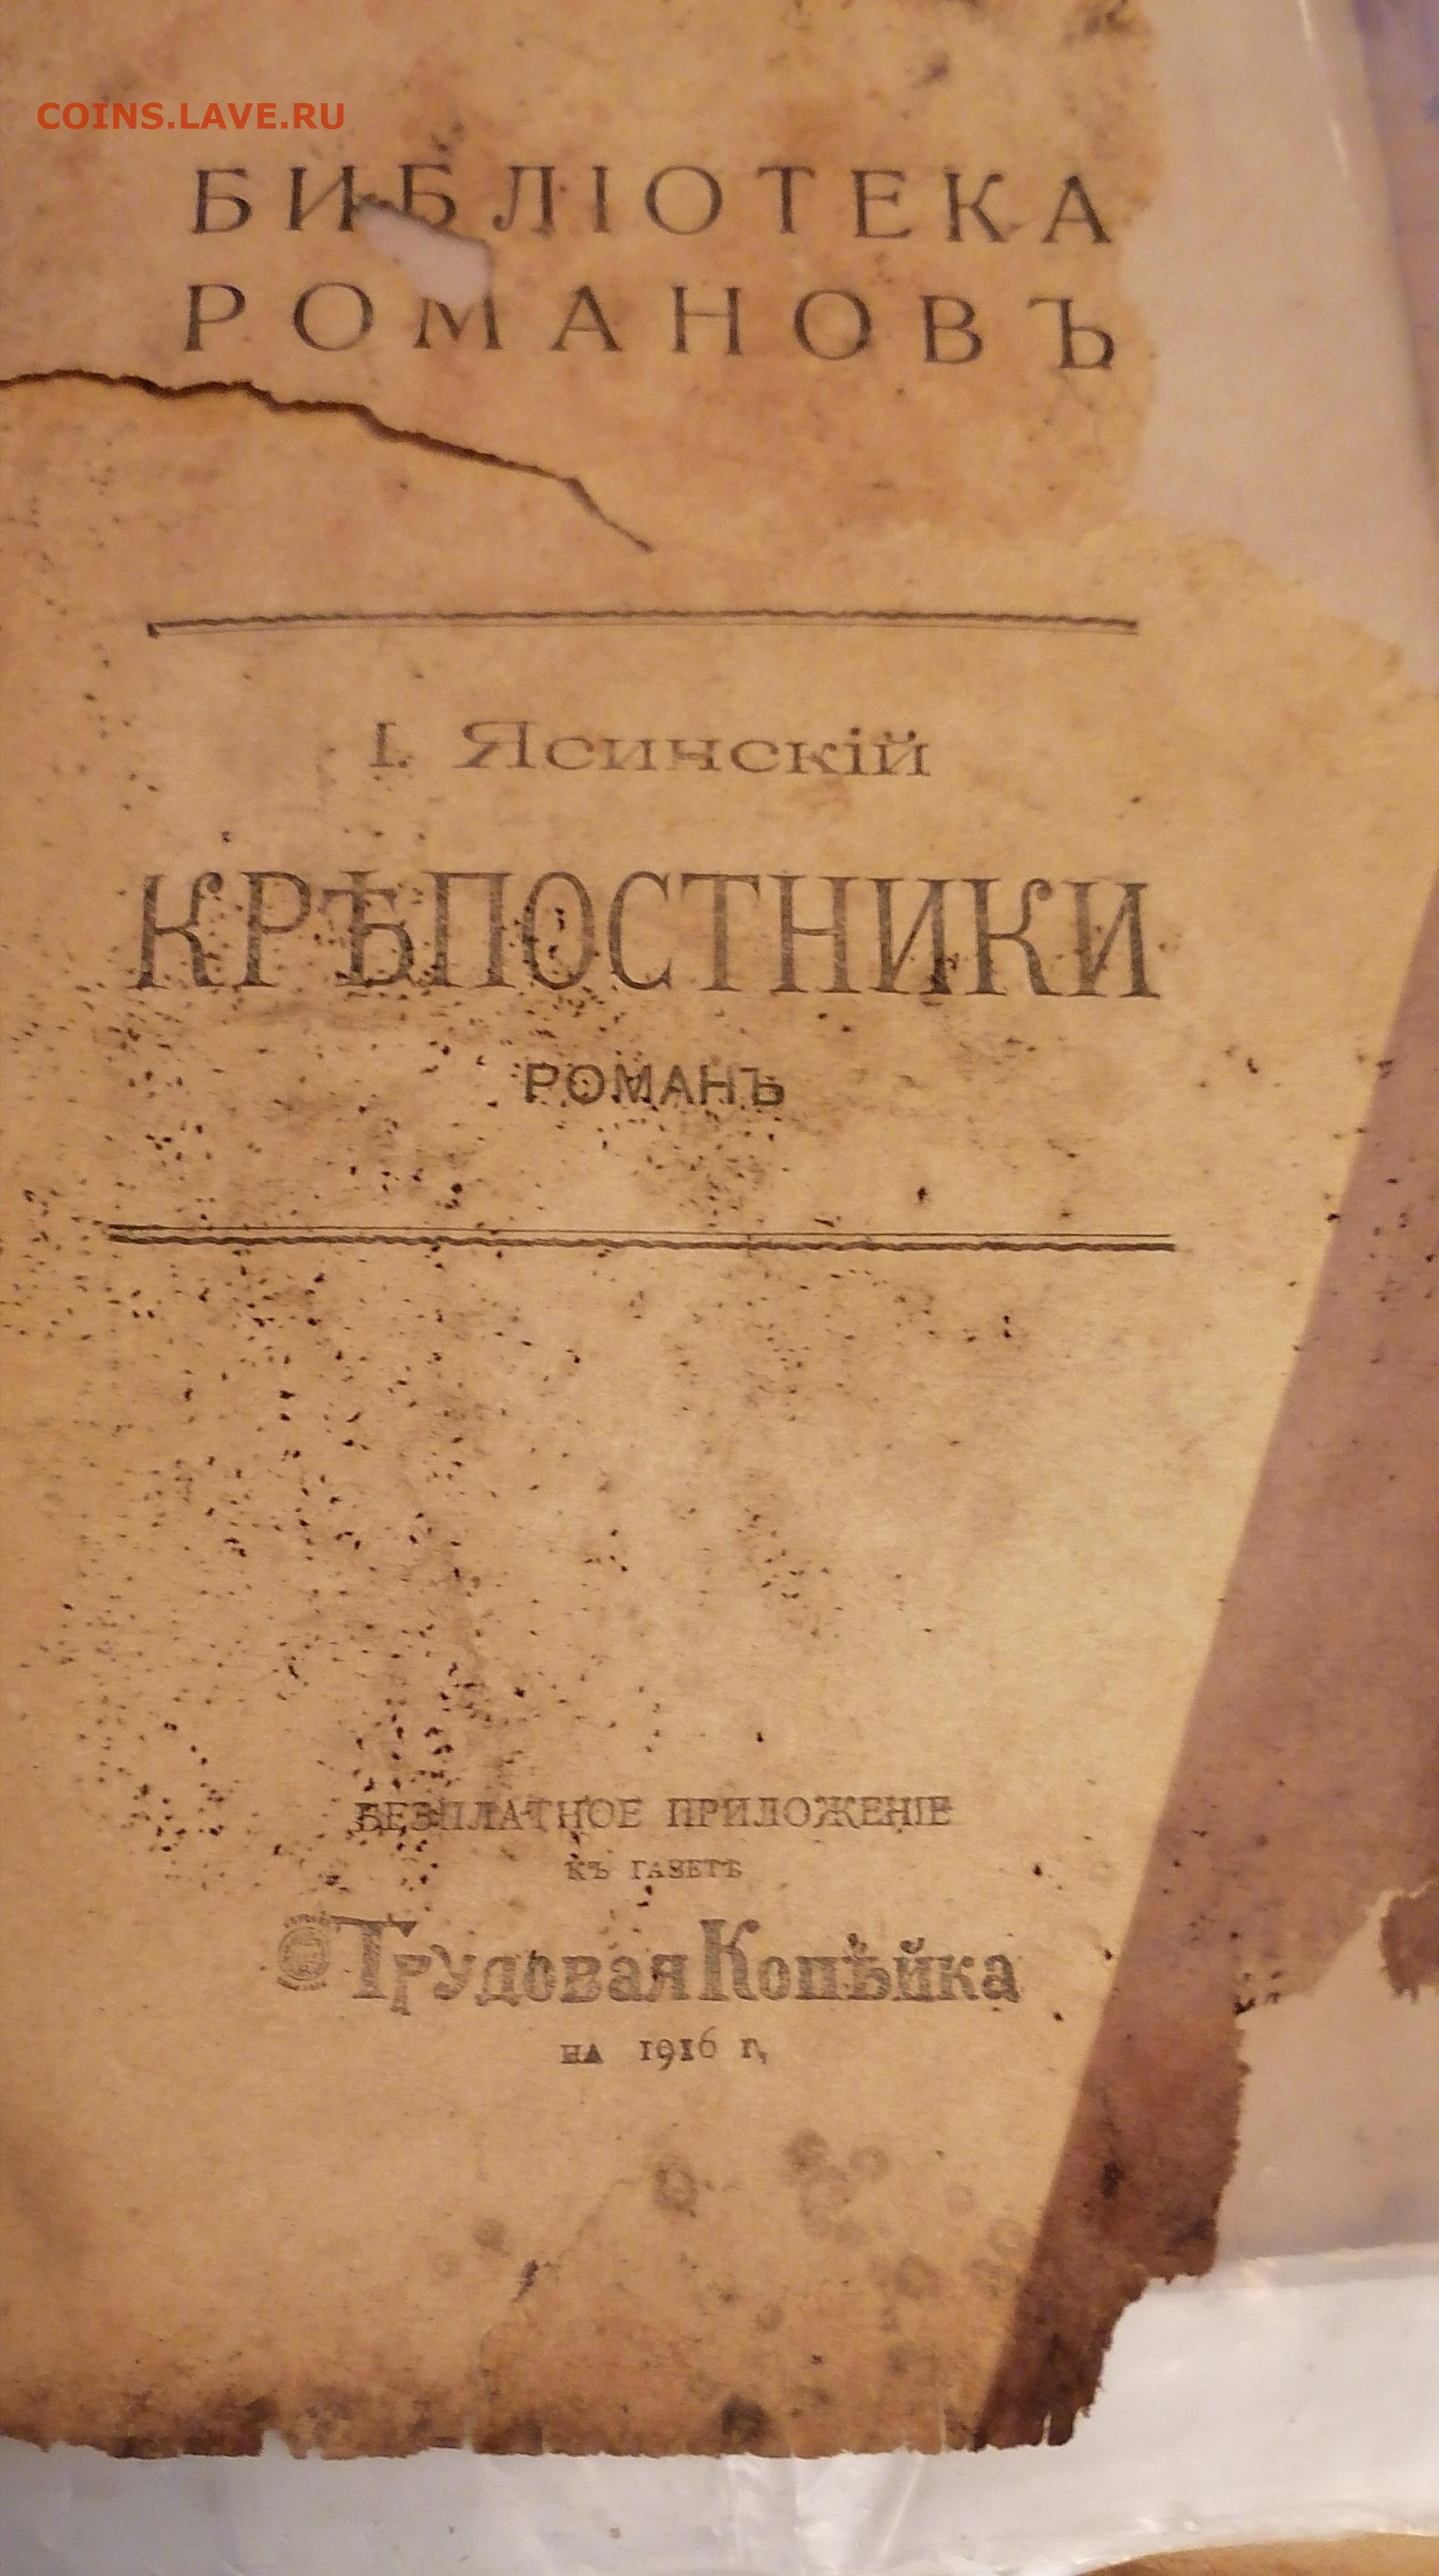 COINS.LAVE.RU
БИБЛІОТЕКА
РОМАНОВЪ
І. Ясинскій
КРѢПОСТНИКИ
РОМАНЪ
БЕЗПЛАТНОЕ ПРИЛОЖЕНІЕ
КЪ ГАЗЕТѢ
Трудовая Копѣйка
НА 1916 г.